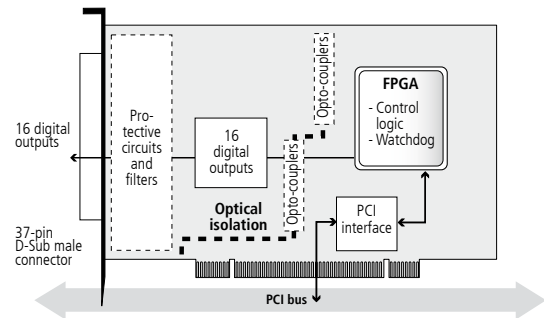 16 digital
outputs
37-pin
D-Sub male
connector
Pro-
tective
circuits
and
filters
16
digital
outputs
Optical
isolation
Opto-couplers
Opto-couplers
FPGA
- Control
logic
- Watchdog
PCI
interface
PCI bus